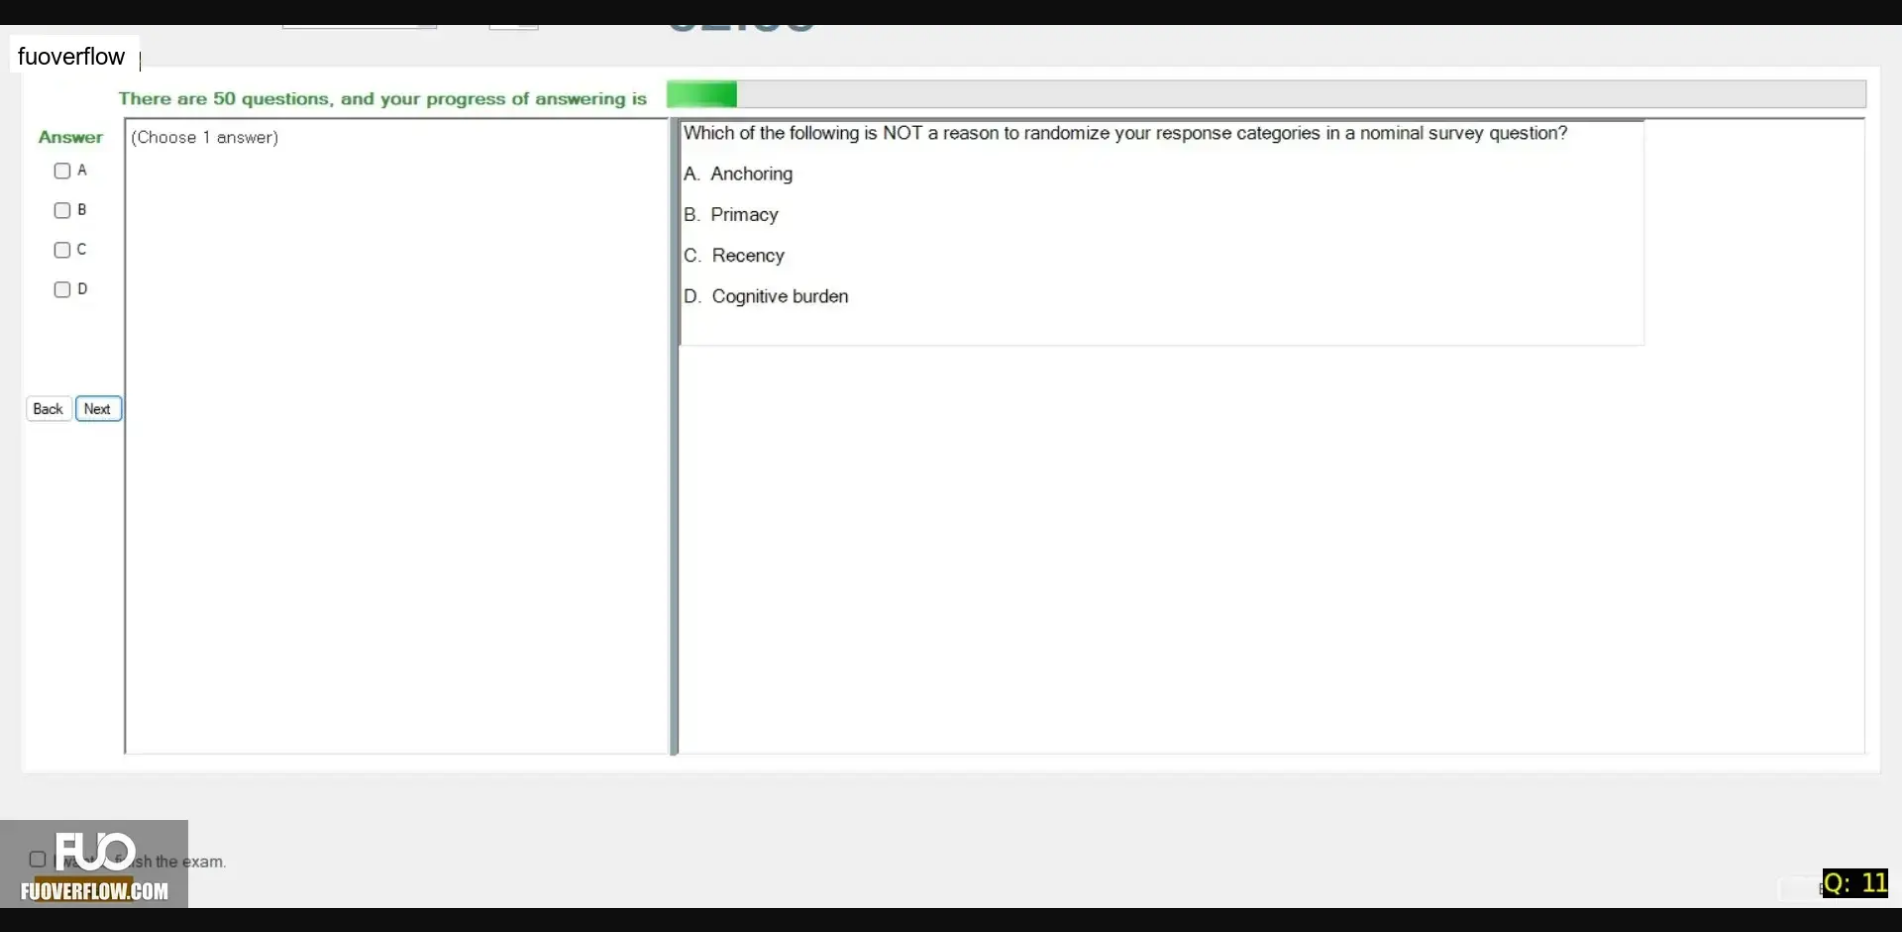 fuoverflow
There are 50 questions, and your progress of answering is
Answer
(Choose 1 answer)
A
B
C
D
Back Next
Which of the following is NOT a reason to randomize your response categories in a nominal survey question?
A. Anchoring
B. Primacy
C. Recency
D. Cognitive burden
FUO
the exam.
FUOVERFLOW.COM
Q: 11